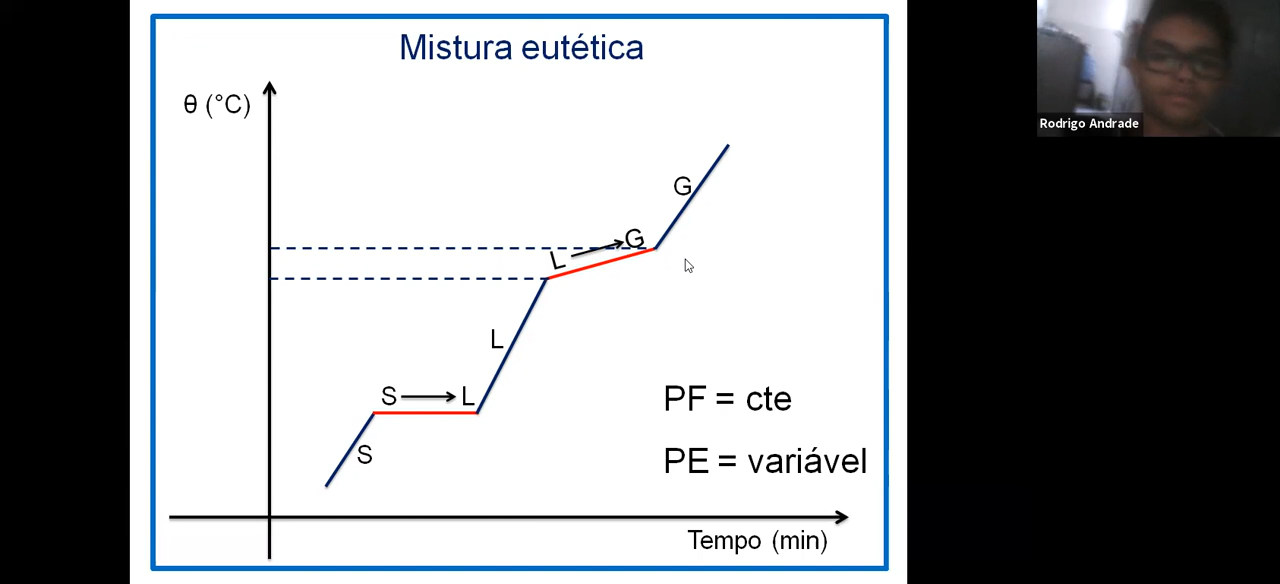 Mistura eutética
θ (°C)
G
L → G
L
S → L
S
PF = cte
PE = variável
Tempo (min)
Rodrigo Andrade